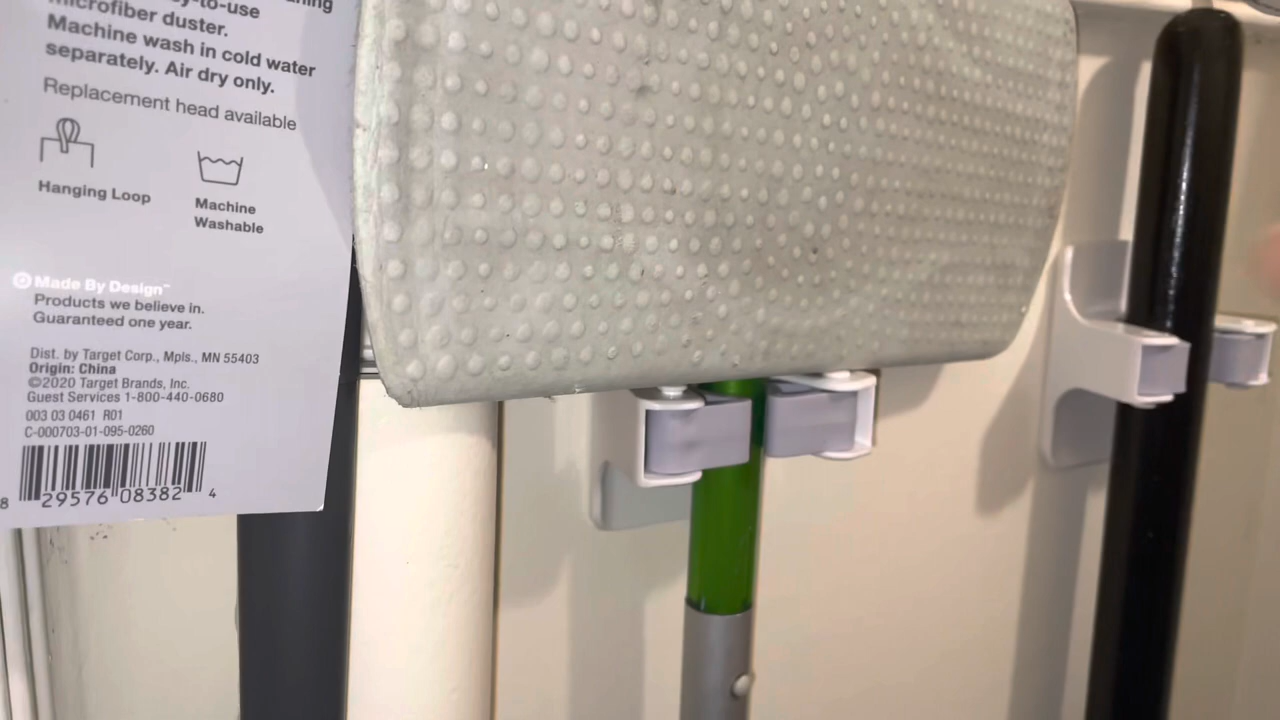 microfiber duster.
Machine wash in cold water
separately. Air dry only.
Replacement head available
Hanging Loop
Machine
Washable
Made By Design™
Products we believe in.
Guaranteed one year.
Dist. by Target Corp., Mpls., MN 55403
Origin: China
©2020 Target Brands, Inc.
Guest Services 1-800-440-0680
003 03 0461 R01
C-000703-01-095-0260
8 29576 08382 4